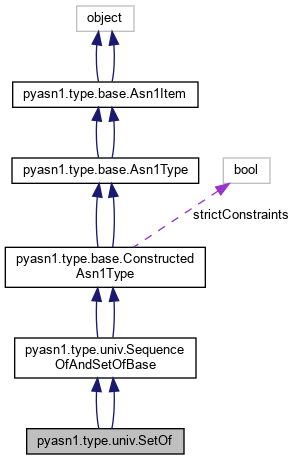 object
pyasn1.type.base.Asn1Item
pyasn1.type.base.Asn1Type
bool
strictConstraints
pyasn1.type.base.Constructed
Asn1Type
pyasn1.type.univ.Sequence
OfAndSetOfBase
pyasn1.type.univ.SetOf